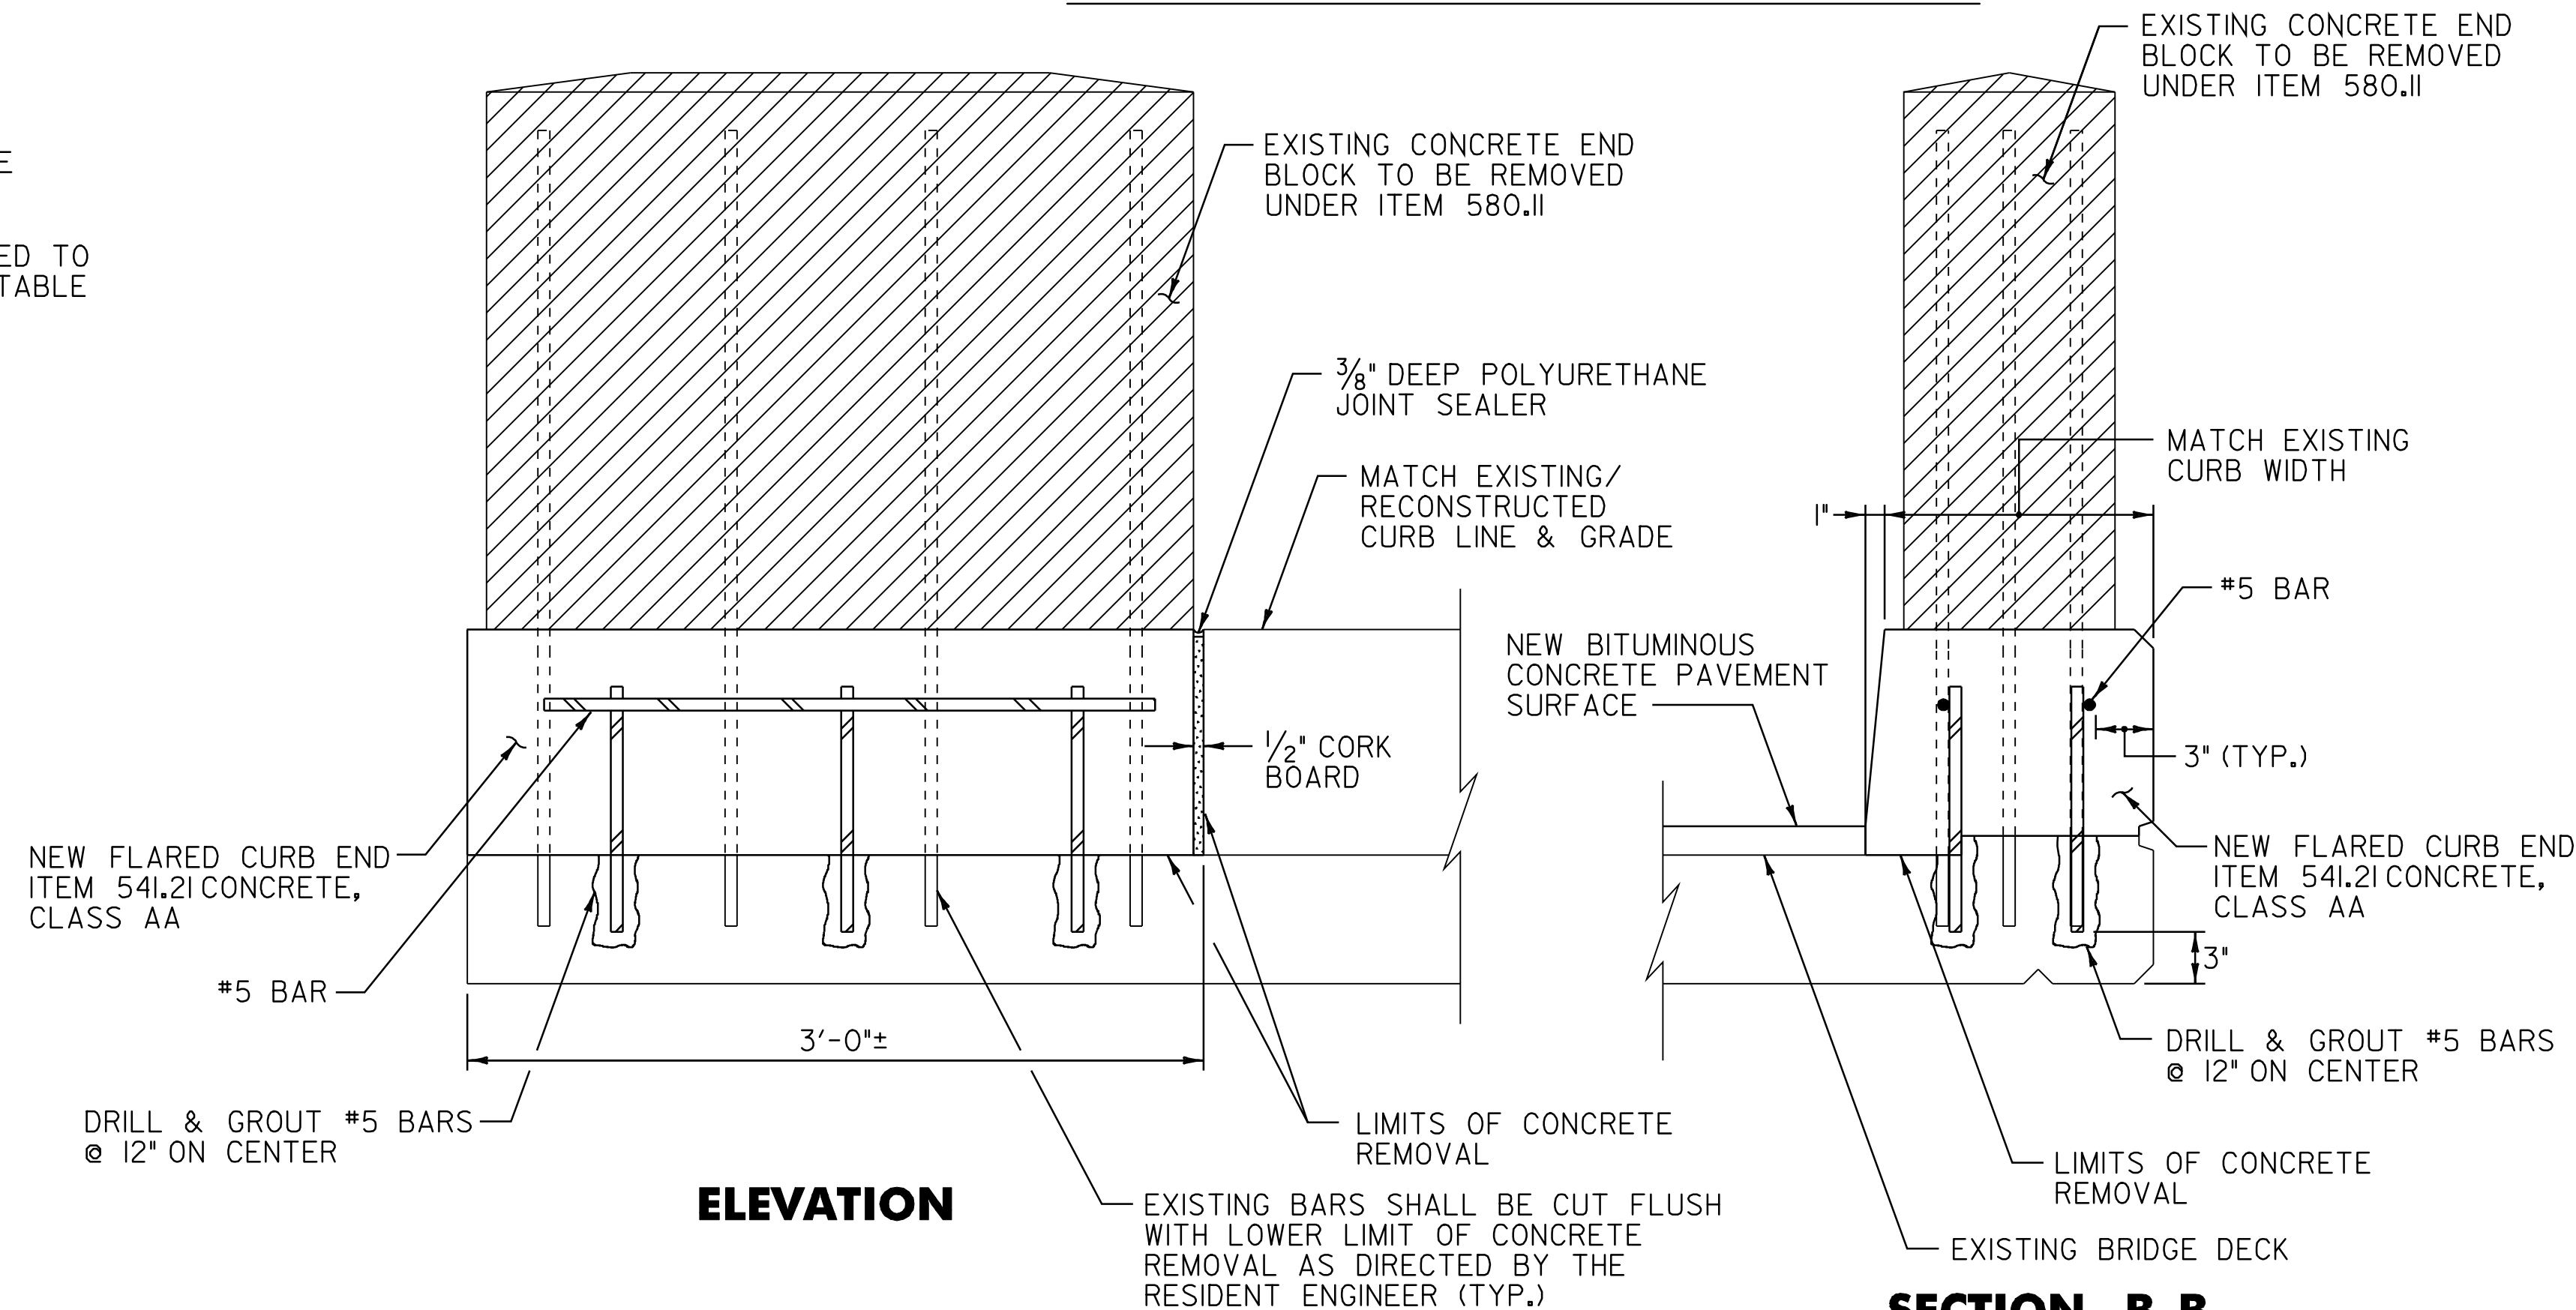 E
ED TO
TABLE
EXISTING CONCRETE END
BLOCK TO BE REMOVED
UNDER ITEM 580.11
3/8" DEEP POLYURETHANE
JOINT SEALER
MATCH EXISTING/
RECONSTRUCTED
CURB LINE & GRADE
1/2" CORK
BOARD
NEW FLARED CURB END
ITEM 541.21 CONCRETE,
CLASS AA
#5 BAR
3'-0"±
DRILL & GROUT #5 BARS
@ 12" ON CENTER
LIMITS OF CONCRETE
REMOVAL
EXISTING BARS SHALL BE CUT FLUSH
WITH LOWER LIMIT OF CONCRETE
REMOVAL AS DIRECTED BY THE
RESIDENT ENGINEER (TYP.)
ELEVATION
EXISTING CONCRETE END
BLOCK TO BE REMOVED
UNDER ITEM 580.11
MATCH EXISTING
CURB WIDTH
1"
#5 BAR
NEW BITUMINOUS
CONCRETE PAVEMENT
SURFACE
3" (TYP.)
NEW FLARED CURB END
ITEM 541.21 CONCRETE,
CLASS AA
3"
DRILL & GROUT #5 BARS
@ 12" ON CENTER
LIMITS OF CONCRETE
REMOVAL
EXISTING BRIDGE DECK
SECTION B-B